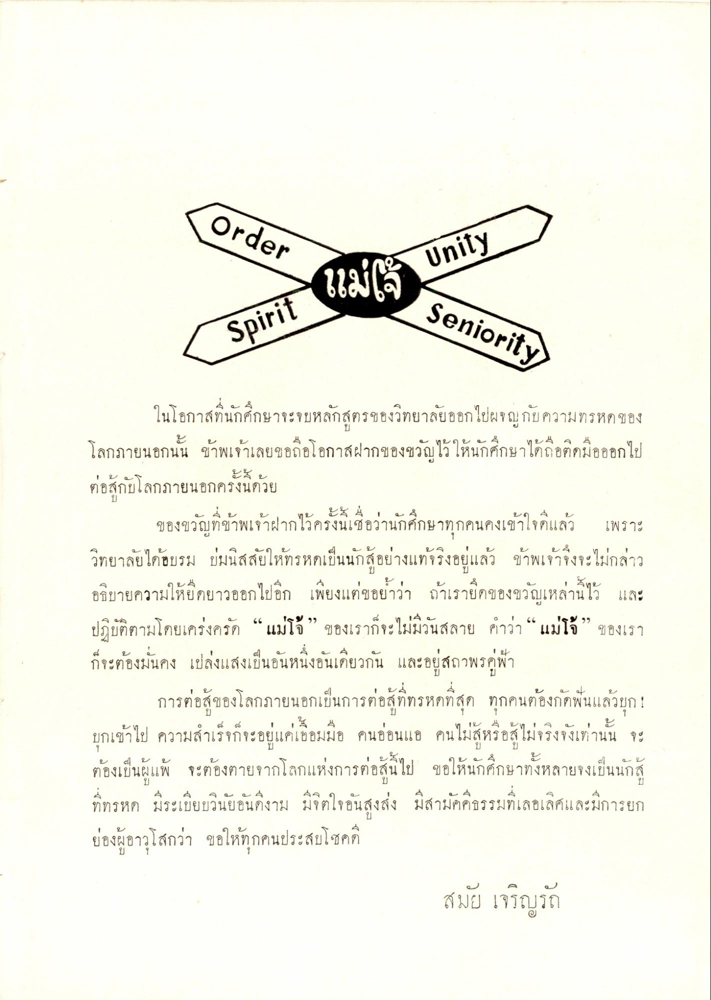 Order
Unity
แม่โจ้
Spirit
Seniority
ในโอกาสที่นักศึกษาจะจบหลักสูตรของวิทยาลัยออกไปผจญกับความทรหดของ
โลกภายนอกนั้น ข้าพเจ้าเลยขอถือโอกาสฝากของขวัญไว้ให้นักศึกษาได้ถือติดมือออกไป
ต่อสู้กับโลกภายนอกครั้งนี้ด้วย
ของขวัญที่ข้าพเจ้าฝากไว้ครั้งนี้เชื่อว่านักศึกษาทุกคนคงเข้าใจดีแล้ว เพราะ
วิทยาลัยได้อบรม บ่มนิสสัยให้ทรหดเป็นนักสู้อย่างแท้จริงอยู่แล้ว ข้าพเจ้าจึงจะไม่กล่าว
อธิบายความให้ยืดยาวออกไปอีก เพียงแต่ขอย้ำว่า ถ้าเรายึดของขวัญเหล่านี้ไว้ และ
ปฏิบัติตามโดยเคร่งครัด “แม่โจ้” ของเราก็จะไม่มีวันสลาย คำว่า “แม่โจ้” ของเรา
ก็จะต้องมั่นคง เปล่งแสงเป็นอันหนึ่งอันเดียวกัน และอยู่สถาพรคู่ฟ้า
การต่อสู้ของโลกภายนอกเป็นการต่อสู้ที่ทรหดที่สุด ทุกคนต้องกัดฟันแล้วบุก!
บุกเข้าไป ความสำเร็จก็จะอยู่แค่เอื้อมมือ คนอ่อนแอ คนไม่สู้หรือสู้ไม่จริงจังเท่านั้น จะ
ต้องเป็นผู้แพ้ จะต้องตายจากโลกแห่งการต่อสู้นี้ไป ขอให้นักศึกษาทั้งหลายจงเป็นนักสู้
ที่ทรหด มีระเบียบวินัยอันดีงาม มีจิตใจอันสูงส่ง มีสามัคคีธรรมที่เลอเลิศและมีการยก
ย่องผู้อาวุโสกว่า ขอให้ทุกคนประสบโชคดี
สมัย เจริญรัถ